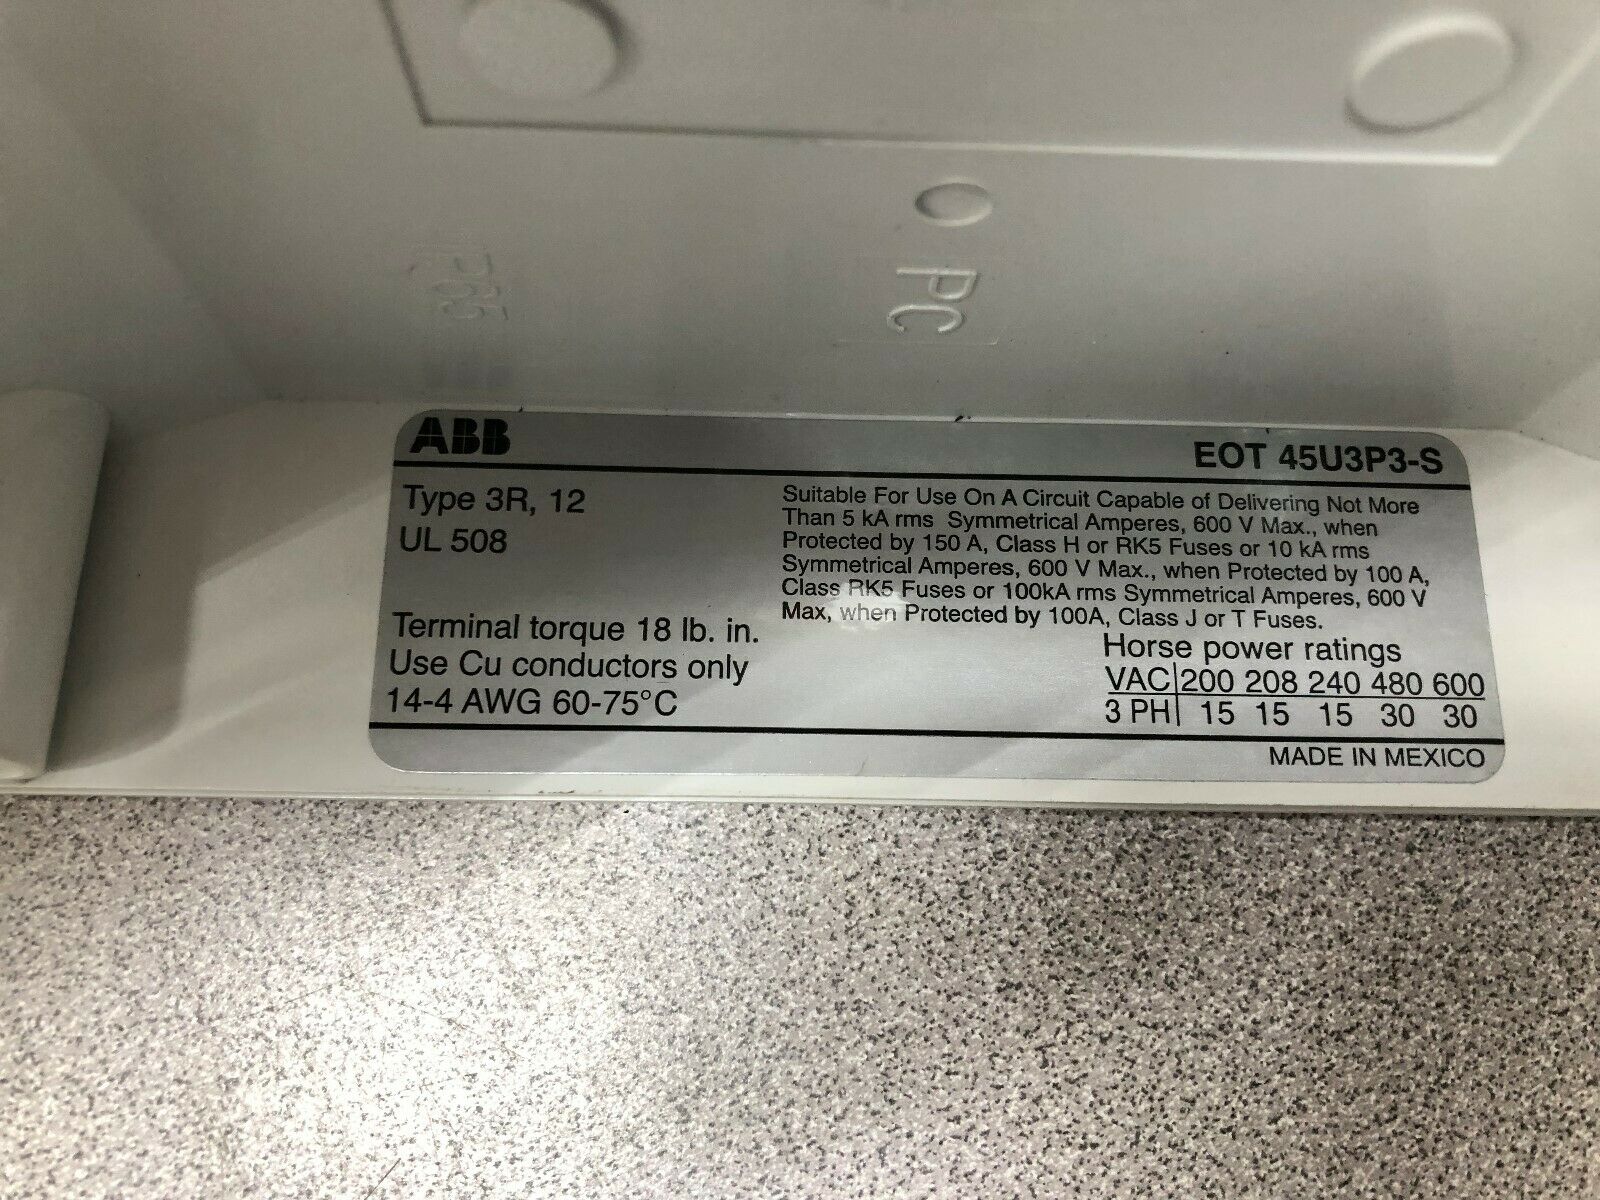 IP65
PC
ABB
EOT 45U3P3-S
Type 3R, 12
UL 508
Terminal torque 18 lb. in.
Use Cu conductors only
14-4 AWG 60-75°C
Suitable For Use On A Circuit Capable of Delivering Not More
Than 5 kA rms Symmetrical Amperes, 600 V Max., when
Protected by 150 A, Class H or RK5 Fuses or 10 kA rms
Symmetrical Amperes, 600 V Max., when Protected by 100 A,
Class RK5 Fuses or 100kA rms Symmetrical Amperes, 600 V
Max, when Protected by 100A, Class J or T Fuses.
Horse power ratings
VAC 200 208 240 480 600
3 PH 15 15 15 30 30
MADE IN MEXICO